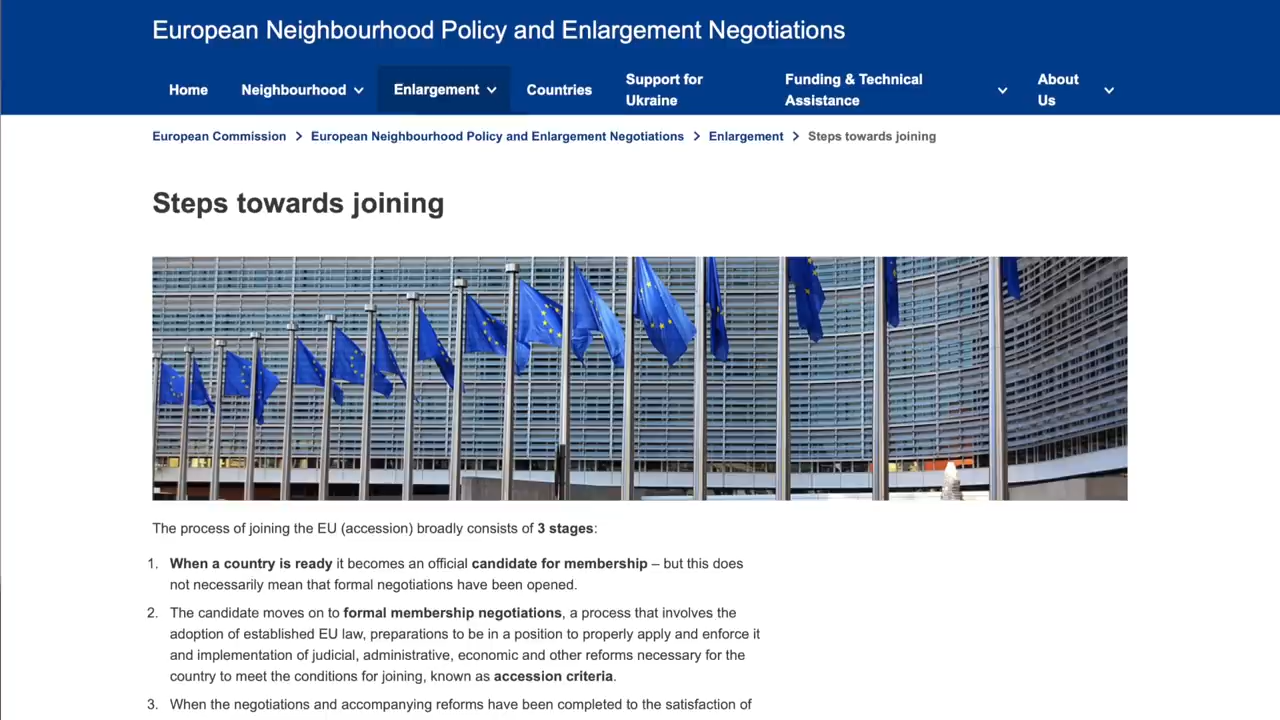 European Neighbourhood Policy and Enlargement Negotiations
Home
Neighbourhood
Enlargement
Countries
Support for
Ukraine
Funding & Technical
Assistance
About
Us
European Commission > European Neighbourhood Policy and Enlargement Negotiations > Enlargement > Steps towards joining
Steps towards joining
The process of joining the EU (accession) broadly consists of 3 stages:
1. When a country is ready it becomes an official candidate for membership – but this does
not necessarily mean that formal negotiations have been opened.
2. The candidate moves on to formal membership negotiations, a process that involves the
adoption of established EU law, preparations to be in a position to properly apply and enforce it
and implementation of judicial, administrative, economic and other reforms necessary for the
country to meet the conditions for joining, known as accession criteria.
3. When the negotiations and accompanying reforms have been completed to the satisfaction of